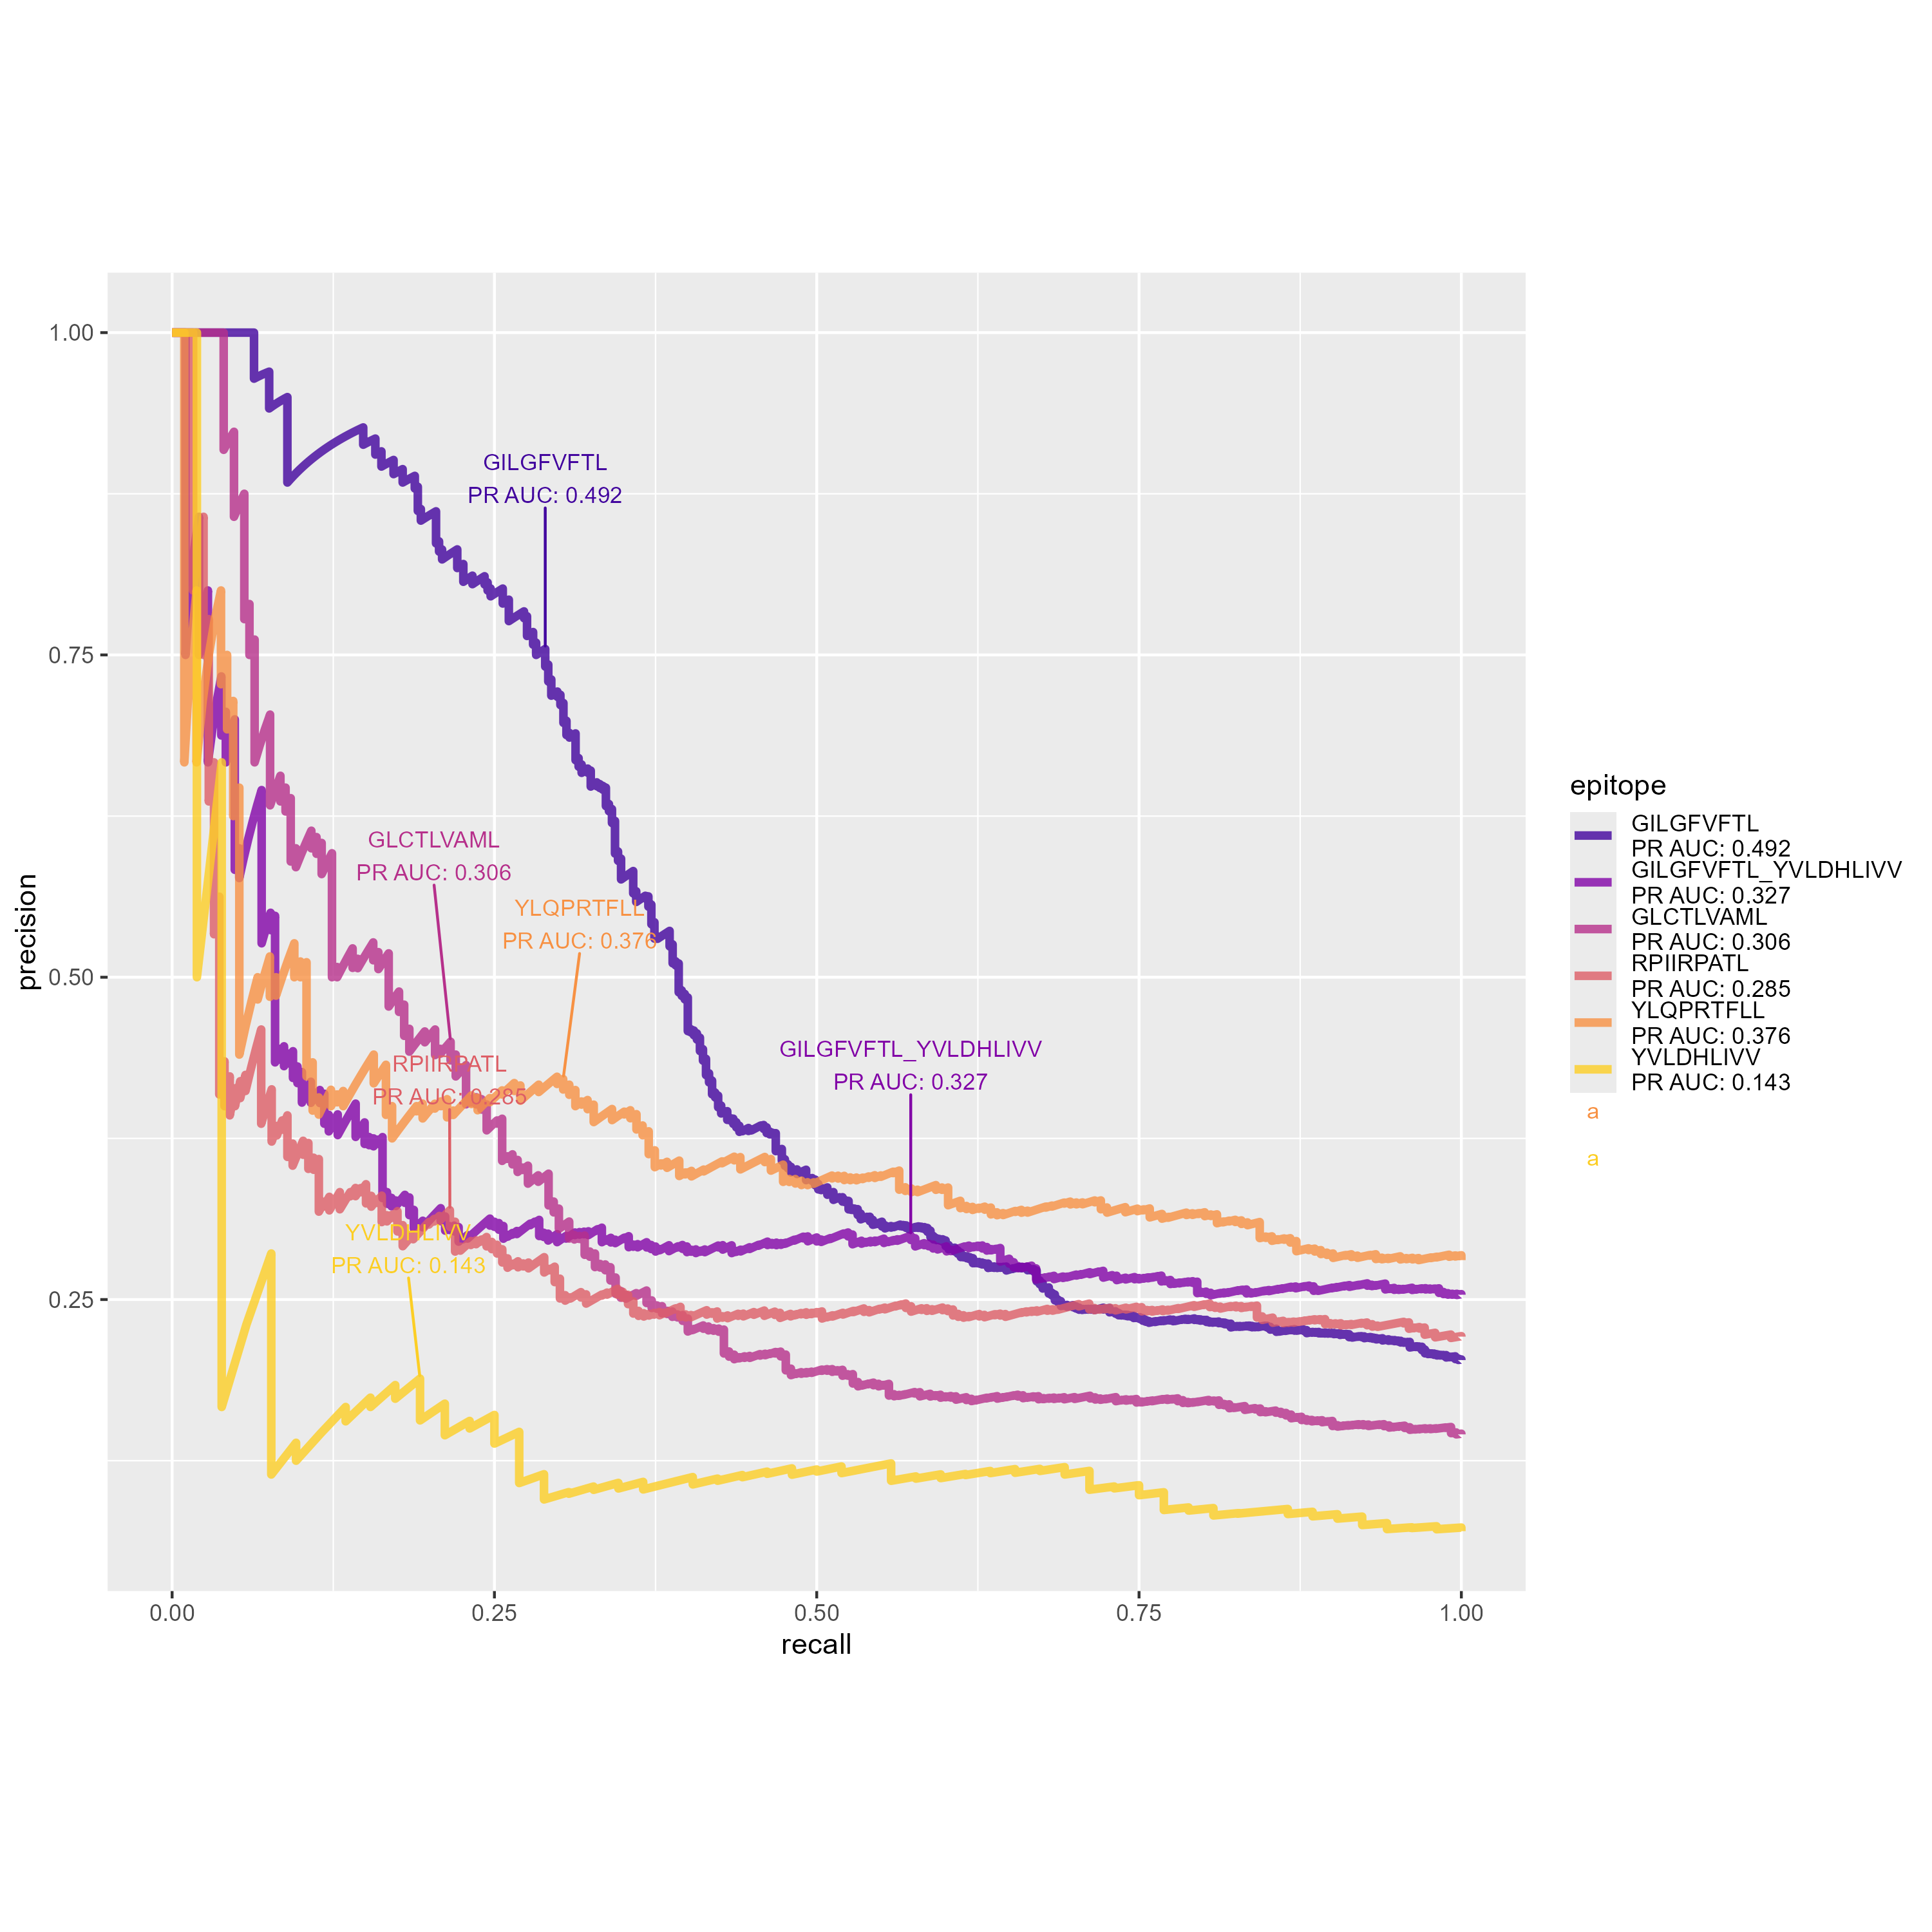 1.00
0.75
0.50
0.25
precision
GILGFVFTL
PR AUC: 0.492
GLCTLVAML
PR AUC: 0.306
YLQPRTFLL
PR AUC: 0.376
RPIIRPATL
PR AUC: 0.285
GILGFVFTL_YVLDHLIVV
PR AUC: 0.327
YVLDHLIVV
PR AUC: 0.143
0.00
0.25
0.50
0.75
1.00
recall
epitope
GILGFVFTL
PR AUC: 0.492
GILGFVFTL_YVLDHLIVV
PR AUC: 0.327
GLCTLVAML
PR AUC: 0.306
RPIIRPATL
PR AUC: 0.285
YLQPRTFLL
PR AUC: 0.376
YVLDHLIVV
PR AUC: 0.143
a
a